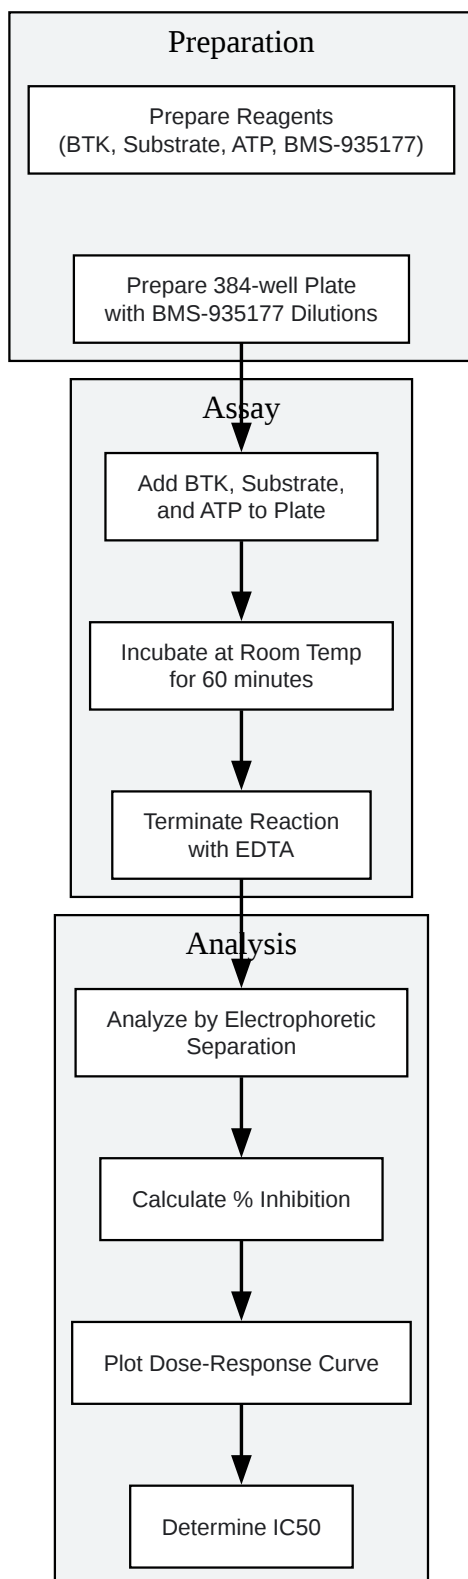 Preparation
Prepare Reagents
(BTK, Substrate, ATP, BMS-935177)
Prepare 384-well Plate
with BMS-935177 Dilutions
Assay
Add BTK, Substrate,
and ATP to Plate
Incubate at Room Temp
for 60 minutes
Terminate Reaction
with EDTA
Analysis
Analyze by Electrophoretic
Separation
Calculate % Inhibition
Plot Dose-Response Curve
Determine IC50